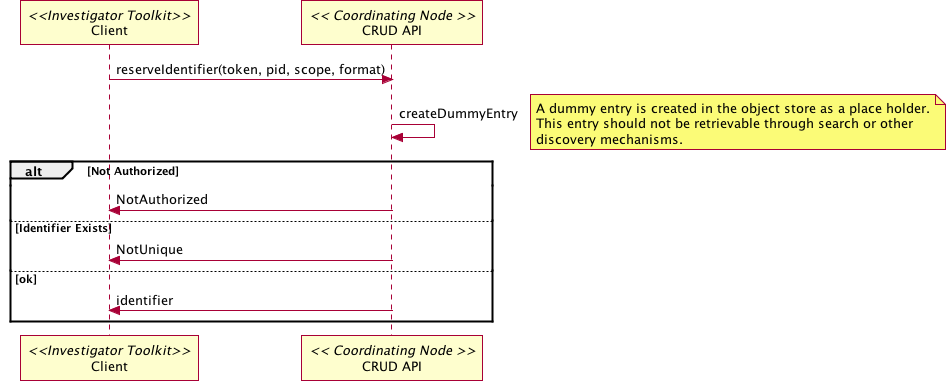 <<Investigator Toolkit>>
Client
<< Coordinating Node >>
CRUD API
reserveIdentifier(token, pid, scope, format)
createDummyEntry
A dummy entry is created in the object store as a place holder.
This entry should not be retrievable through search or other
discovery mechanisms.
alt
[Not Authorized]
NotAuthorized
[Identifier Exists]
NotUnique
[ok]
identifier
<<Investigator Toolkit>>
Client
<< Coordinating Node >>
CRUD API